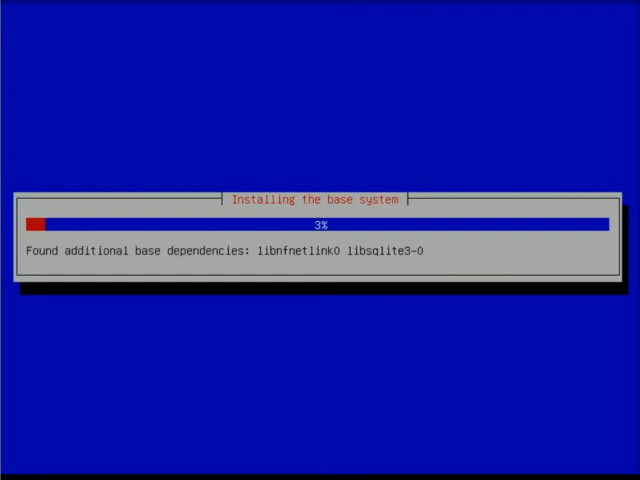 Installing the base system
3%
Found additional base dependencies: libnfnetlink0 libsqlite3-0